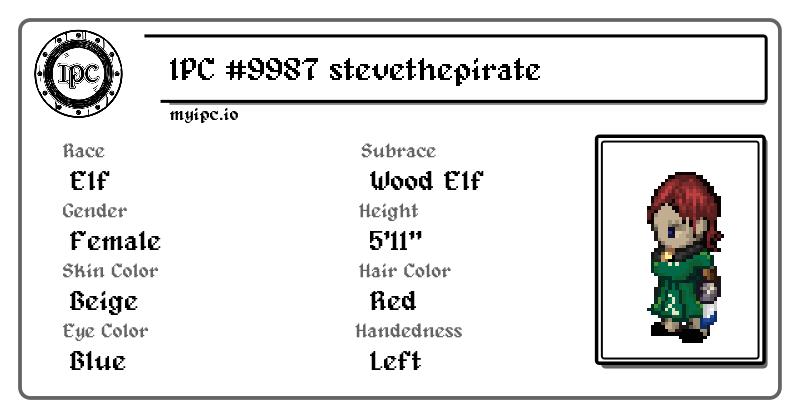 IPC
IPC #9987 stevethepirate
myipc.io
Race
Elf
Subrace
Wood Elf
Gender
Female
Height
5'11"
Skin Color
Beige
Hair Color
Red
Eye Color
Blue
Handedness
Left